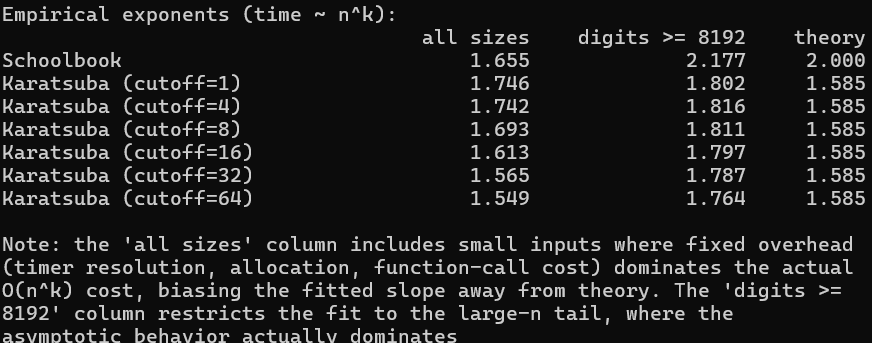 Empirical exponents (time ~ n^k):
all sizes digits >= 8192 theory
Schoolbook 1.655 2.177 2.000
Karatsuba (cutoff=1) 1.746 1.802 1.585
Karatsuba (cutoff=4) 1.742 1.816 1.585
Karatsuba (cutoff=8) 1.693 1.811 1.585
Karatsuba (cutoff=16) 1.613 1.797 1.585
Karatsuba (cutoff=32) 1.565 1.787 1.585
Karatsuba (cutoff=64) 1.549 1.764 1.585
Note: the 'all sizes' column includes small inputs where fixed overhead
(timer resolution, allocation, function-call cost) dominates the actual
O(n^k) cost, biasing the fitted slope away from theory. The 'digits >=
8192' column restricts the fit to the large-n tail, where the
asymptotic behavior actually dominates